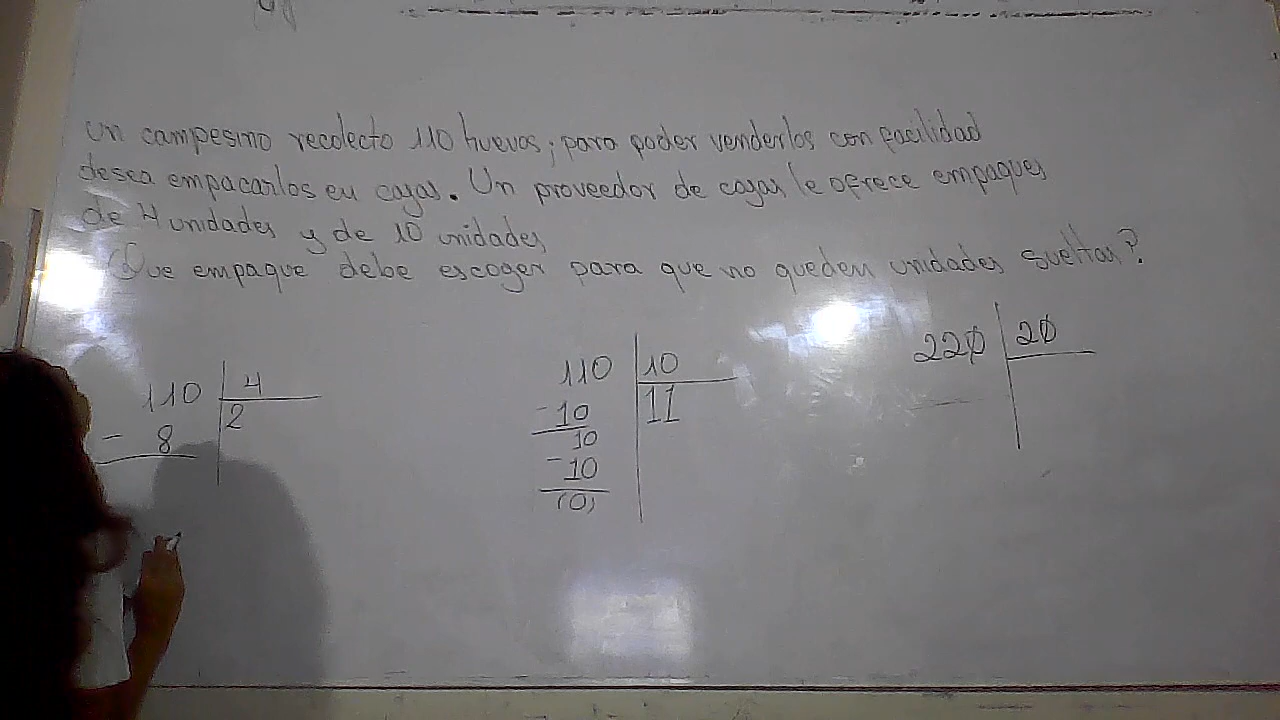 Un campesino recolecto 110 huevos; para poder venderlos con facilidad
desea empacarlos en cajas. Un proveedor de cajas le ofrece empaques
de 4 unidades y de 10 unidades
¿Que empaque debe escoger para que no queden unidades sueltas?
110 4
- 8 2
110 10
-10 11
10
-10
(0)
220 20